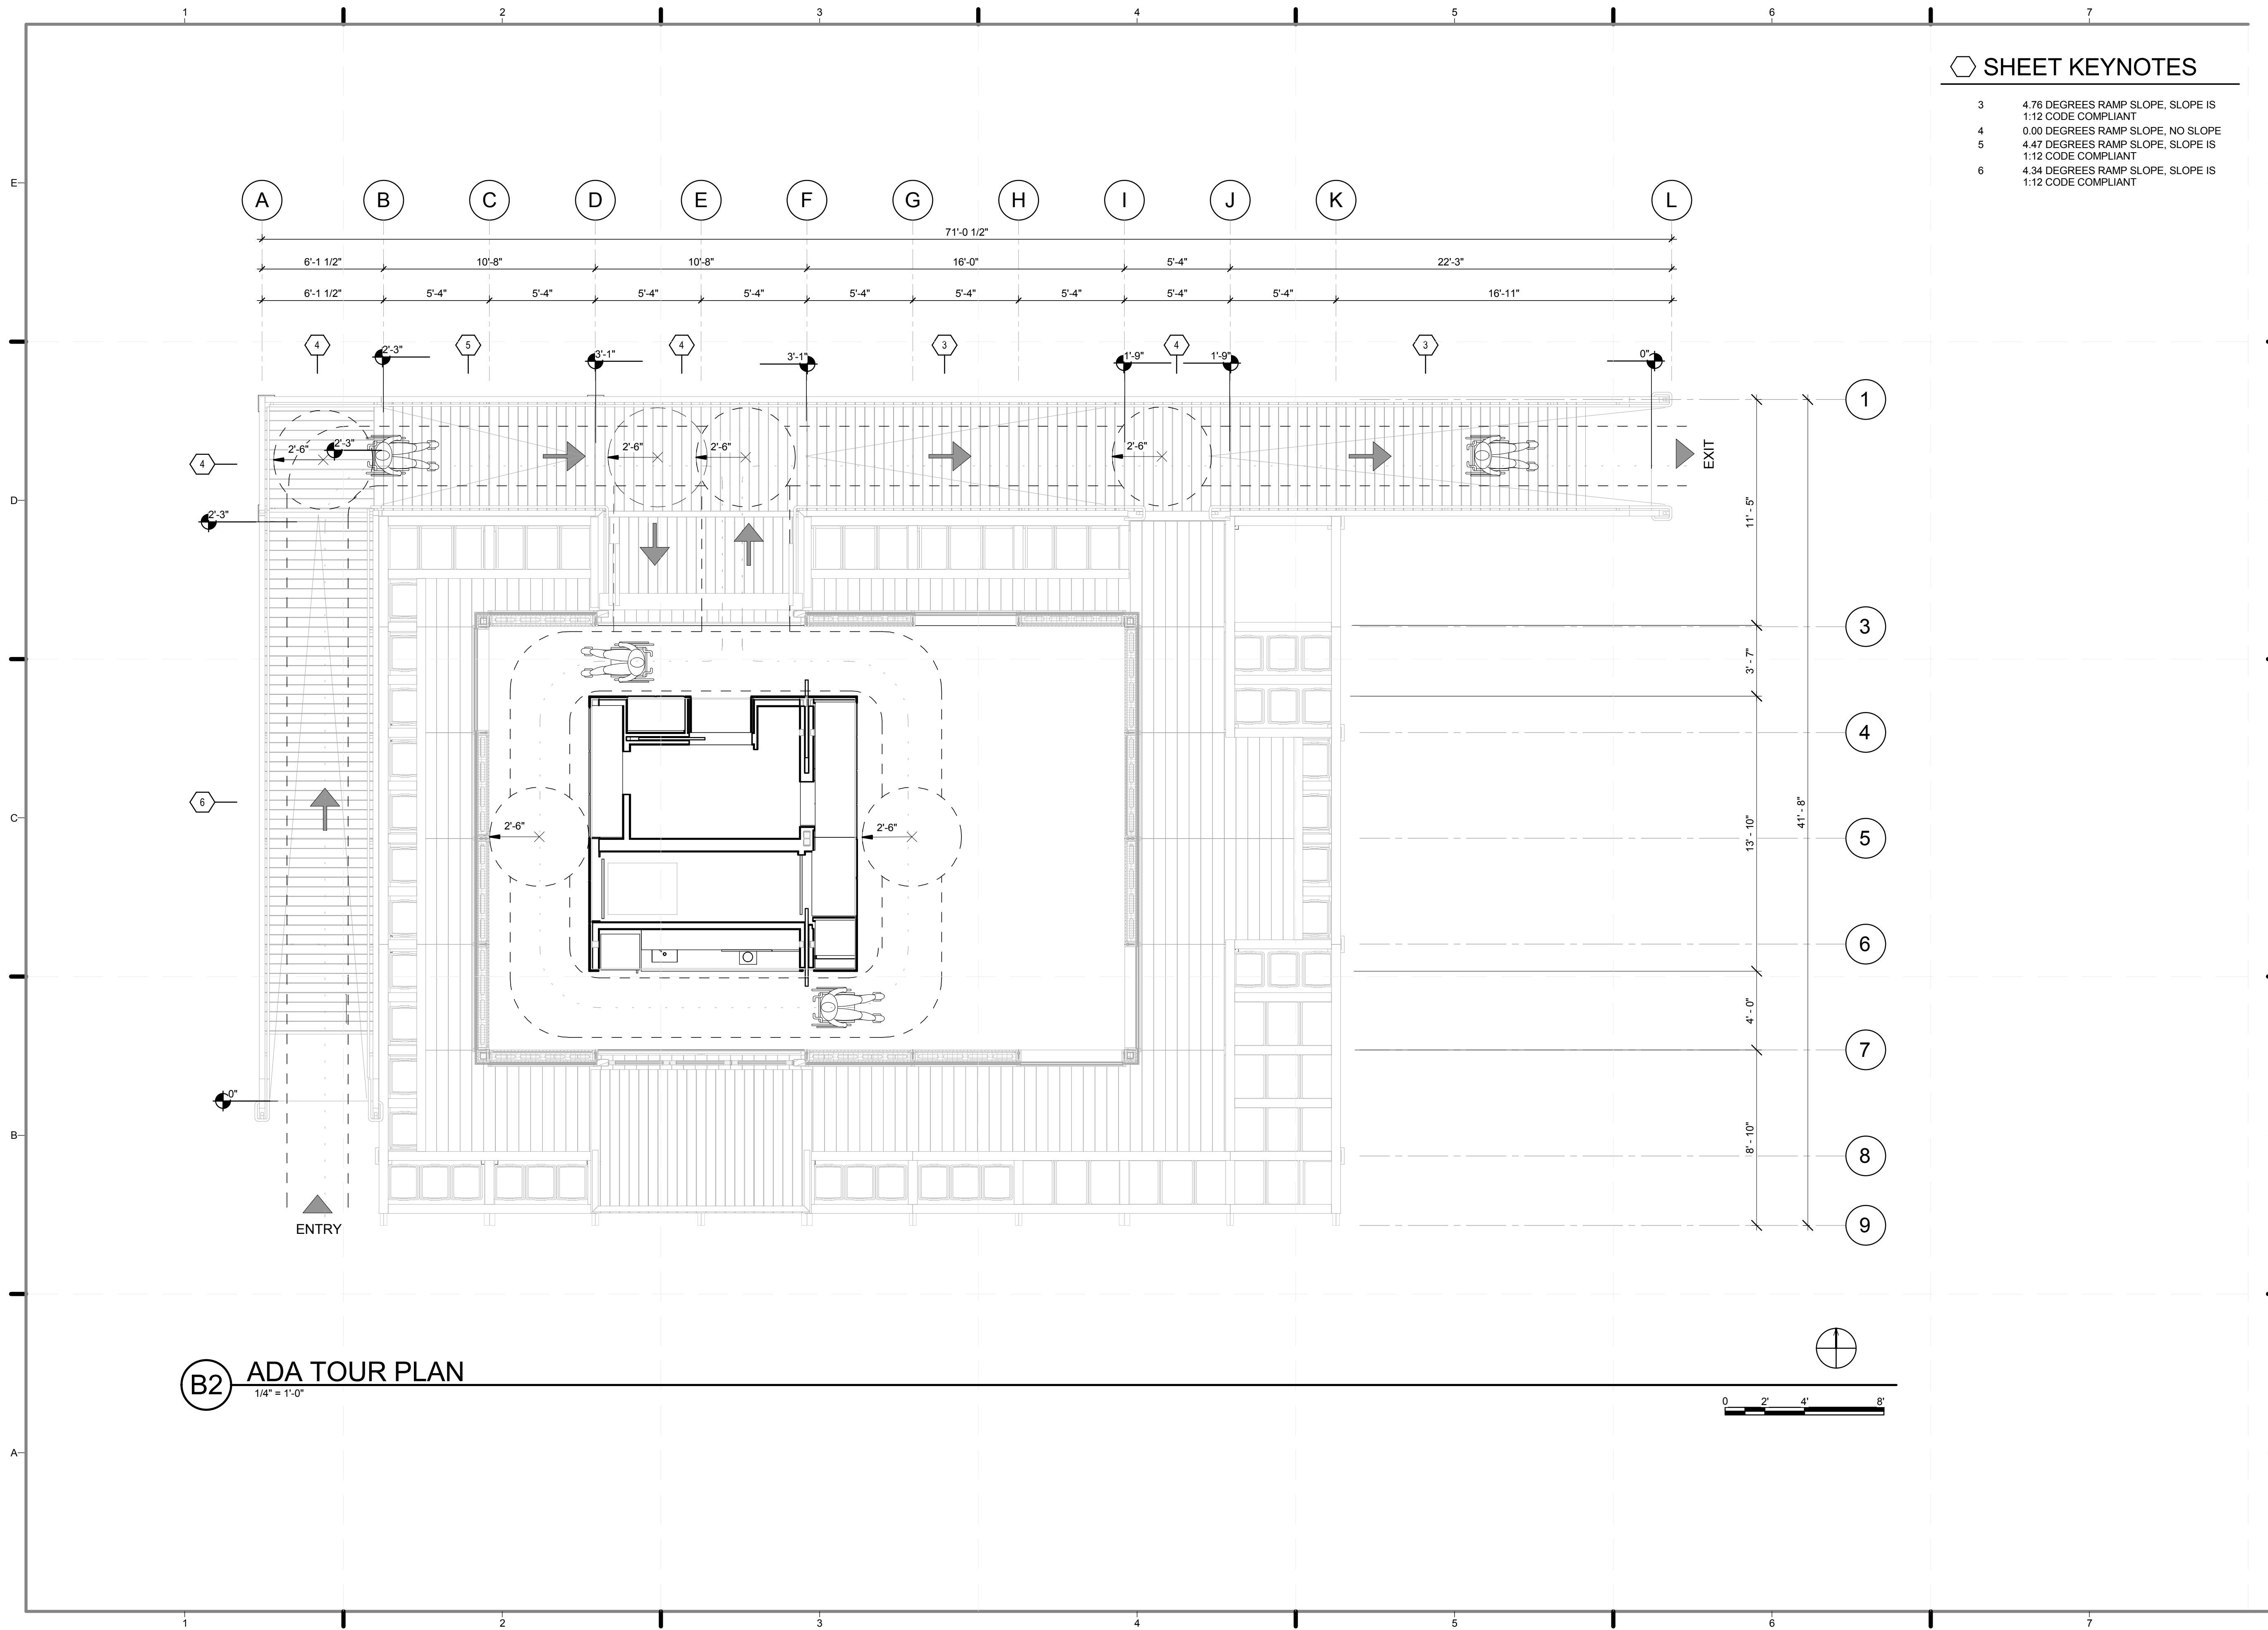 1 2 3 4 5 6 7
SHEET KEYNOTES
3 4.76 DEGREES RAMP SLOPE, SLOPE IS
1:12 CODE COMPLIANT
4 0.00 DEGREES RAMP SLOPE, NO SLOPE
5 4.47 DEGREES RAMP SLOPE, SLOPE IS
1:12 CODE COMPLIANT
6 4.34 DEGREES RAMP SLOPE, SLOPE IS
1:12 CODE COMPLIANT
E
A B C D E F G H I J K L
71'-0 1/2"
6'-1 1/2" 10'-8" 10'-8" 16'-0" 5'-4" 22'-3"
6'-1 1/2" 5'-4" 5'-4" 5'-4" 5'-4" 5'-4" 5'-4" 5'-4" 5'-4" 5'-4" 16'-11"
4 5 4 3 4 3
2'-3" 3'-1" 3'-1" 1'-9" 1'-9" 0"
1
2'-6" 2'-3" 2'-6" 2'-6" 2'-6" EXIT
4
D
2'-3"
11' - 5"
3
3' - 7"
4
6
C
2'-6" 2'-6"
13' - 10"
41' - 8"
5
6
4' - 0"
7
0"
B
8' - 10"
8
9
ENTRY
B2 ADA TOUR PLAN
1/4" = 1'-0"
0 2' 4' 8'
A
1 2 3 4 5 6 7